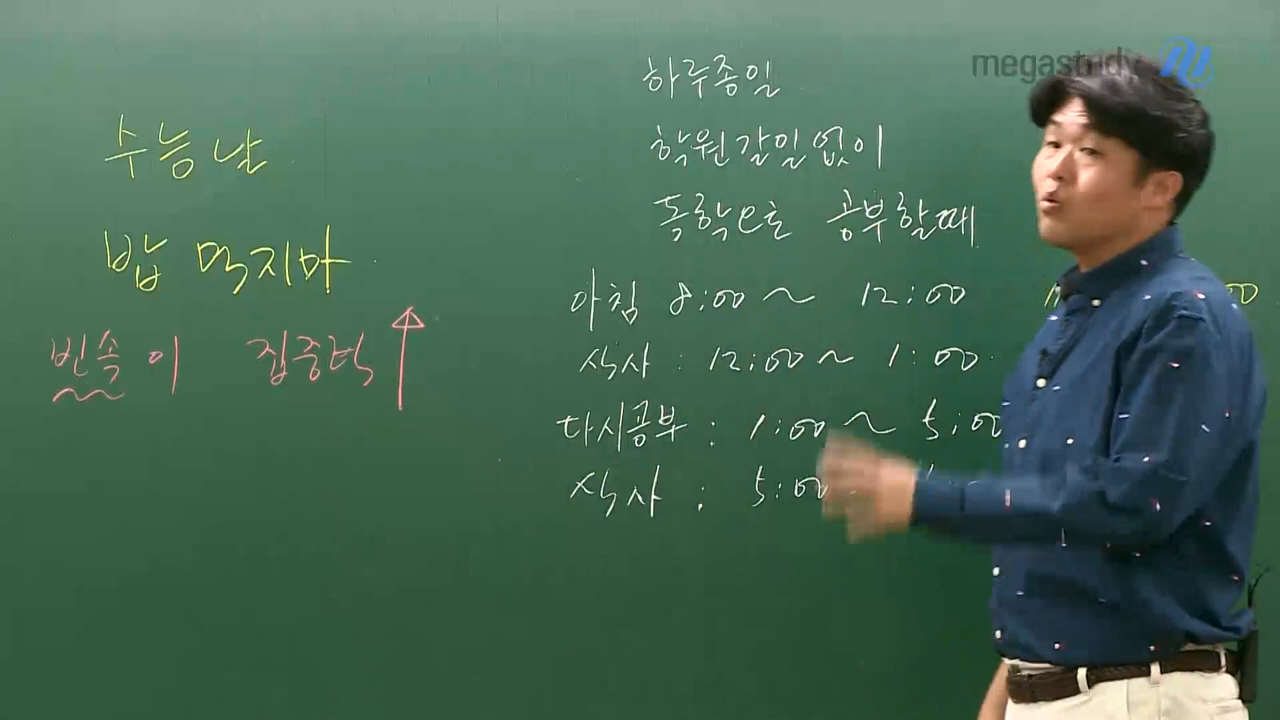 megastudy
수능날
밥 먹지마
빈속이 집중력 ↑
하루종일
학원갈일없이
독학으로 공부할때
아침 8:00 ~ 12:00
식사 : 12:00 ~ 1:00
다시공부 : 1:00 ~ 5:00
식사 : 5:00